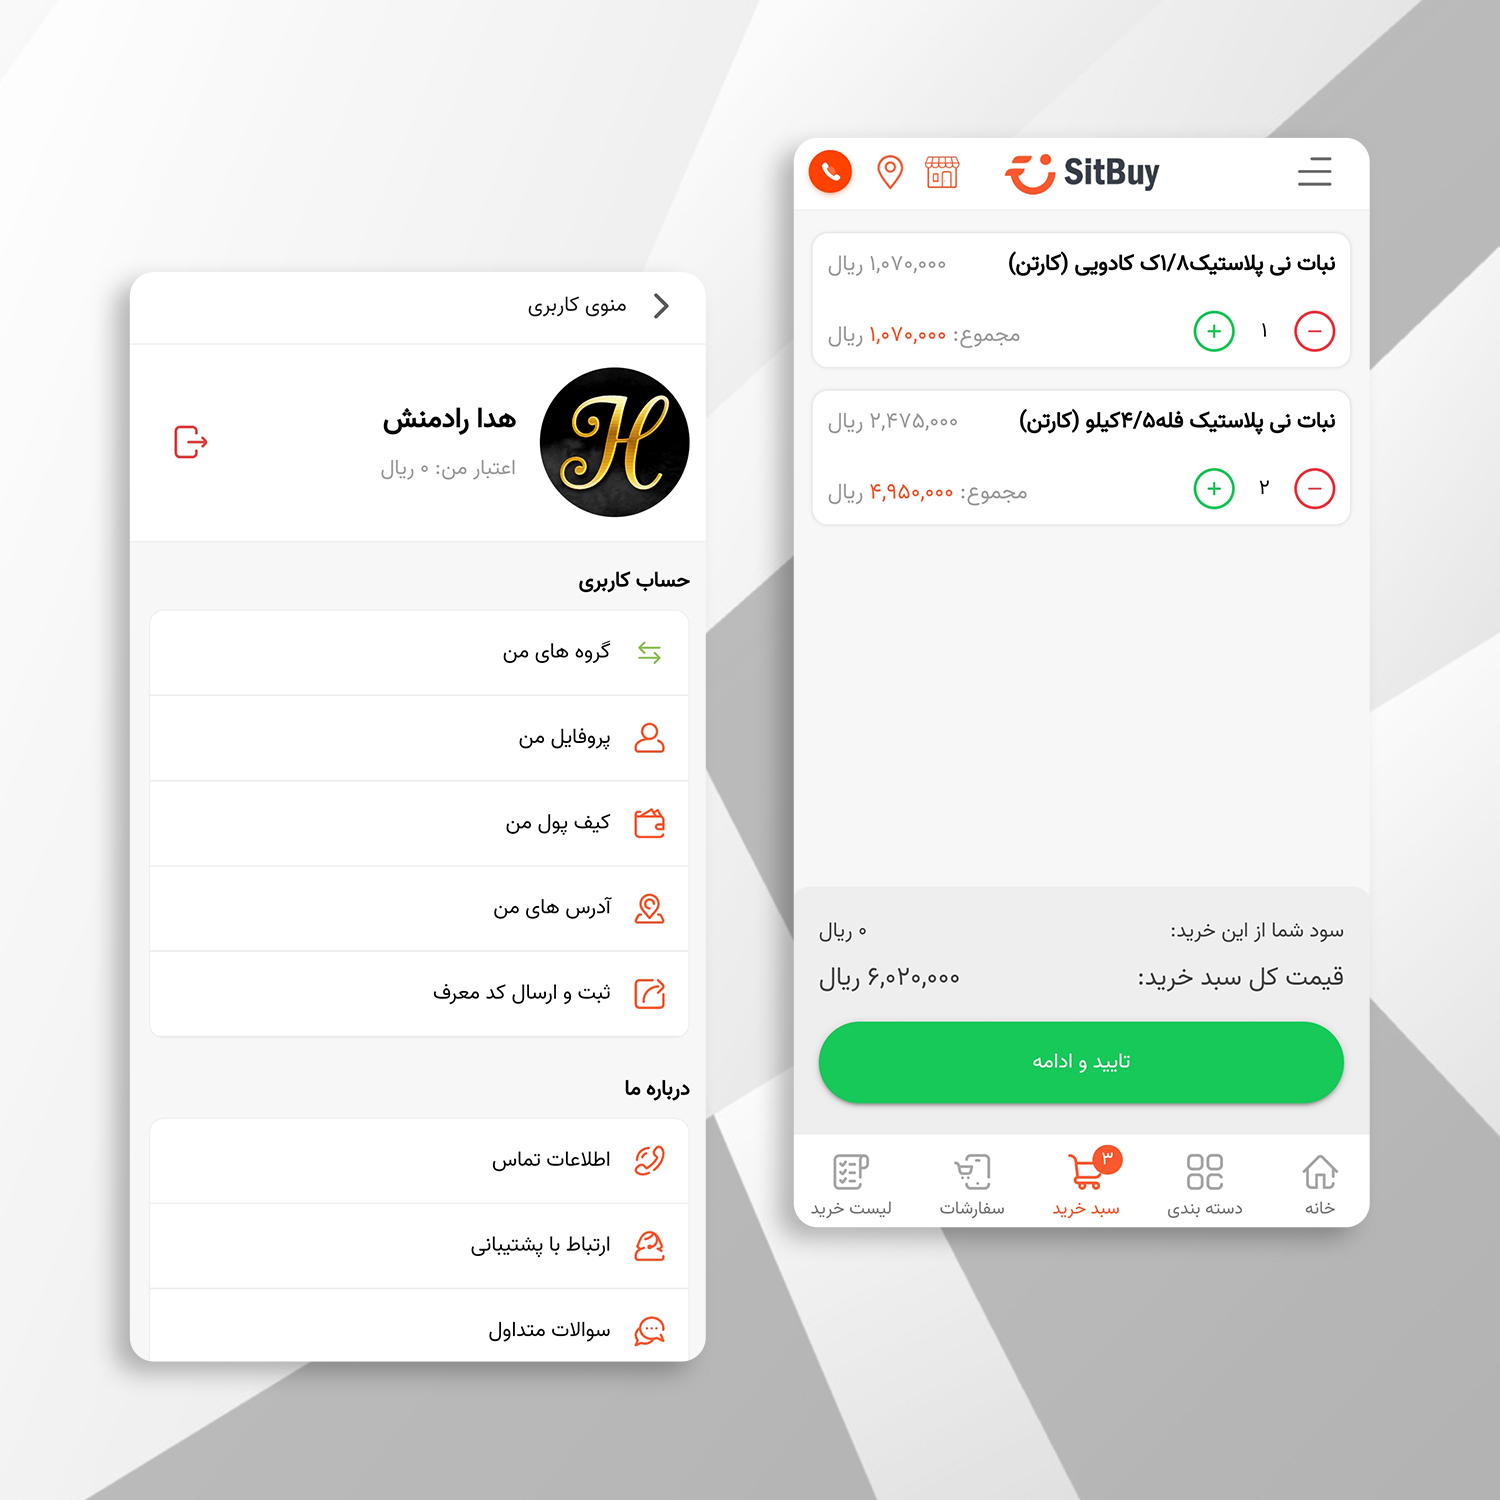 SitBuy
نبات نی پلاستیک۱/۸ک کادویی (کارتن)
۱,۰۷۰,۰۰۰ ریال
۱
مجموع: ۱,۰۷۰,۰۰۰ ریال
نبات نی پلاستیک فله۴/۵کیلو (کارتن)
۲,۴۷۵,۰۰۰ ریال
۲
مجموع: ۴,۹۵۰,۰۰۰ ریال
سود شما از این خرید: ۰ ریال
قیمت کل سبد خرید: ۶,۰۲۰,۰۰۰ ریال
تایید و ادامه
خانه
دسته بندی
۳
سبد خرید
سفارشات
لیست خرید
منوی کاربری
H
هدا رادمنش
اعتبار من: ۰ ریال
حساب کاربری
گروه های من
پروفایل من
کیف پول من
آدرس های من
ثبت و ارسال کد معرف
درباره ما
اطلاعات تماس
ارتباط با پشتیبانی
سوالات متداول